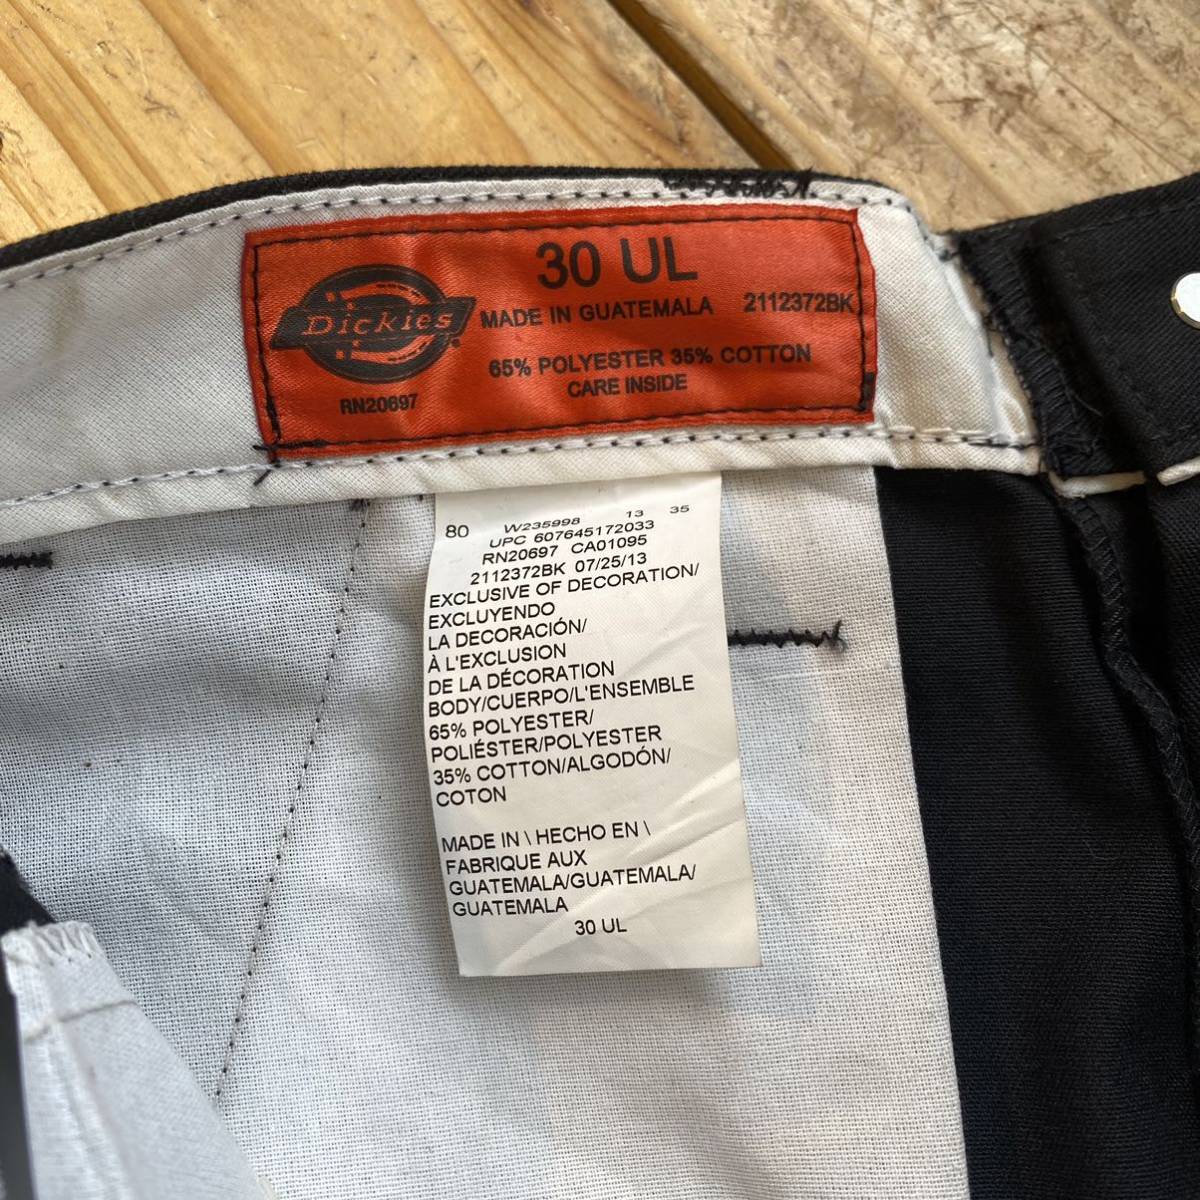 30 UL
Dickies
MADE IN GUATEMALA 2112372BK
65% POLYESTER 35% COTTON
CARE INSIDE
RN20697
80 W235998 13 35
UPC 607645172033
RN20697 CA01095
2112372BK 07/25/13
EXCLUSIVE OF DECORATION/
EXCLUYENDO
LA DECORACIÓN/
À L'EXCLUSION
DE LA DÉCORATION
BODY/CUERPO/L'ENSEMBLE
65% POLYESTER/
POLIÉSTER/POLYESTER
35% COTTON/ALGODÓN/
COTON
MADE IN \ HECHO EN \
FABRIQUE AUX
GUATEMALA/GUATEMALA/
GUATEMALA
30 UL